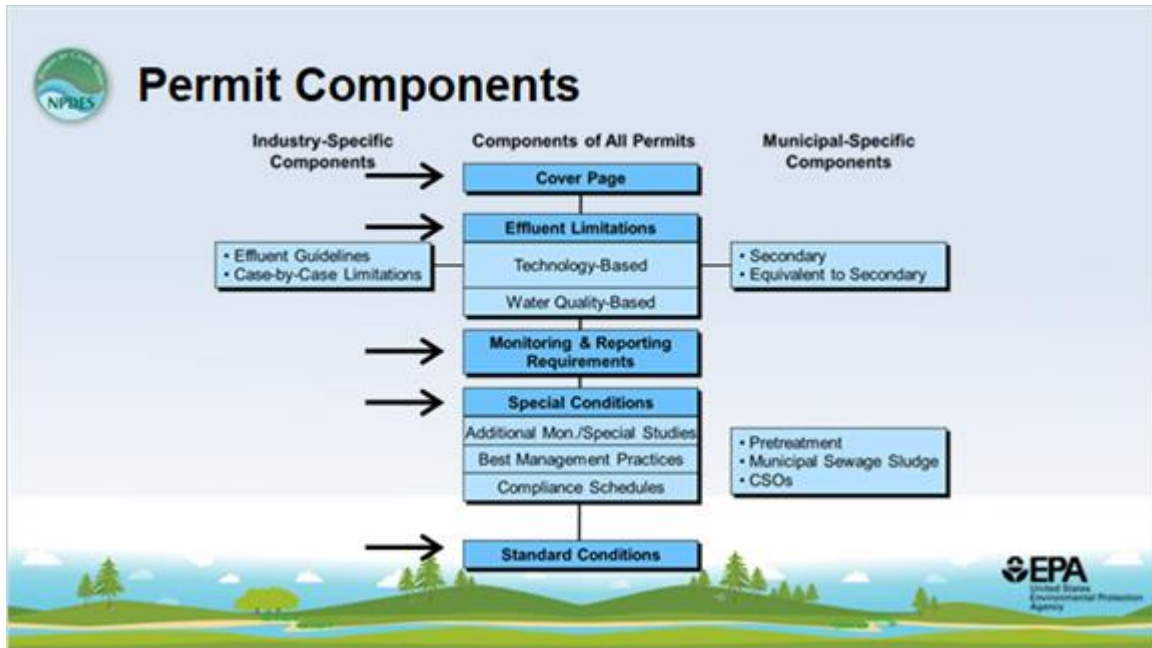 NPDES
Permit Components
Industry-Specific
Components
Components of All Permits
Municipal-Specific
Components
Cover Page
Effluent Limitations
• Effluent Guidelines
• Case-by-Case Limitations
Technology-Based
• Secondary
• Equivalent to Secondary
Water Quality-Based
Monitoring & Reporting
Requirements
Special Conditions
Additional Mon./Special Studies
Best Management Practices
Compliance Schedules
• Pretreatment
• Municipal Sewage Sludge
• CSOs
Standard Conditions
EPA
United States
Environmental Protection
Agency